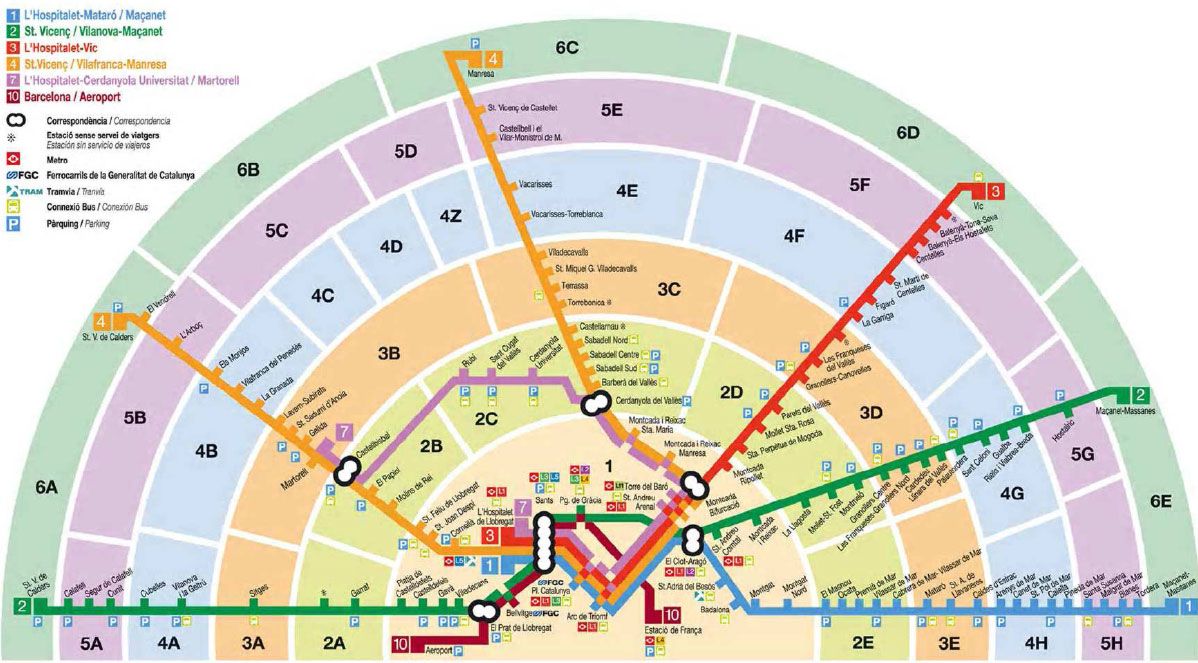 1 L'Hospitalet-Mataró / Maçanet
2 St. Vicenç / Vilanova-Maçanet
3 L'Hospitalet-Vic
4 St.Vicenç / Vilafranca-Manresa
7 L'Hospitalet-Cerdanyola Universitat / Martorell
10 Barcelona / Aeroport
Correspondència / Correspondencia
Estació sense servei de viatgers
Estación sin servicio de viajeros
Metro
FGC Ferrocarrils de la Generalitat de Catalunya
TRAM Tramvia / Tranvía
Connexió Bus / Conexión Bus
P Pàrquing / Parking
6A
6B
6C
6D
6E
5A
5B
5C
5D
5E
5F
5G
5H
4A
4B
4C
4D
4Z
4E
4F
4G
4H
3A
3B
3C
3D
3E
2A
2B
2C
2D
2E
1
P
4
Manresa
St. Vicenç de Castellet
Castellbell i el
Vilar-Monistrol de M.
Vacarisses
Vacarisses-Torreblanca
Viladecavalls
St. Miquel G. Viladecavalls
Terrassa
Torrebonica
Castellarnau
Sabadell Nord
Sabadell Centre P
Sabadell Sud P
Barberà del Vallès
Cerdanyola del Vallès P
Montcada i Reixac
Sta. Maria
Montcada i Reixac
Manresa
Torre del Baró
St. Andreu
Arenal
3
Vic
Balenyà-Tona-Seva
Balenyà-Els Hostalets
Centelles
St. Martí de
Centelles
Figaró
La Garriga
Les Franqueses
del Vallès
Granollers-Canovelles
Parets del Vallès
Mollet Sta. Rosa
Sta. Perpètua de Mogoda
Montcada
Ripollet
Montcada
Bifurcació
2
Maçanet-Massanes
Hostalric
Riells i Viabrea-Breda
Gualba
Sant Celoni
Palautordera
Llinars del Vallès
Cardedeu
Les Franqueses-Granollers Nord
Granollers Centre
Montmeló
Mollet-St. Fost
La Llagosta
Montcada
i Reixac
St. Andreu
Comtal
El Clot-Aragó
4
St. V. de Calders
El Vendrell
L'Arboç
Els Monjos
Vilafranca del Penedès
La Granada
Lavern-Subirats
St. Sadurní d'Anoia
Gelida
Martorell
7
Castellbisbal
El Papiol
Molins de Rei
St. Feliu de Llobregat
St. Joan Despí
Cornellà
Rubí
Sant Cugat
del Vallès
Cerdanyola
Universitat
L'Hospitalet
de Llobregat
7
3
1
Sants
Pg. de Gràcia
FGC
Pl. Catalunya
Bellvitge FGC
Arc de Triomf
El Prat de Llobregat
10
Aeroport P
10
Estació de França
2
St. V. de
Calders
Calafell
Segur de Calafell
Cunit
Cubelles
Vilanova
i la Geltrú
Sitges
Garraf
Platja de
Castelldefels
Castelldefels
Gavà
Viladecans
St.Adrià del Besòs
Badalona
Montgat
Montgat
Nord
El Masnou
Ocata
Premià de Mar
Vilassar de Mar
Cabrera de Mar-Vilassar de Mar
Mataró
St. A. de
Llavaneres
Caldes d'Estrac
Arenys de Mar
Canet de Mar
St. Pol de Mar
Calella
Pineda de Mar
Santa Susanna
Malgrat de Mar
Blanes
Tordera
Maçanet-
Massanes
1